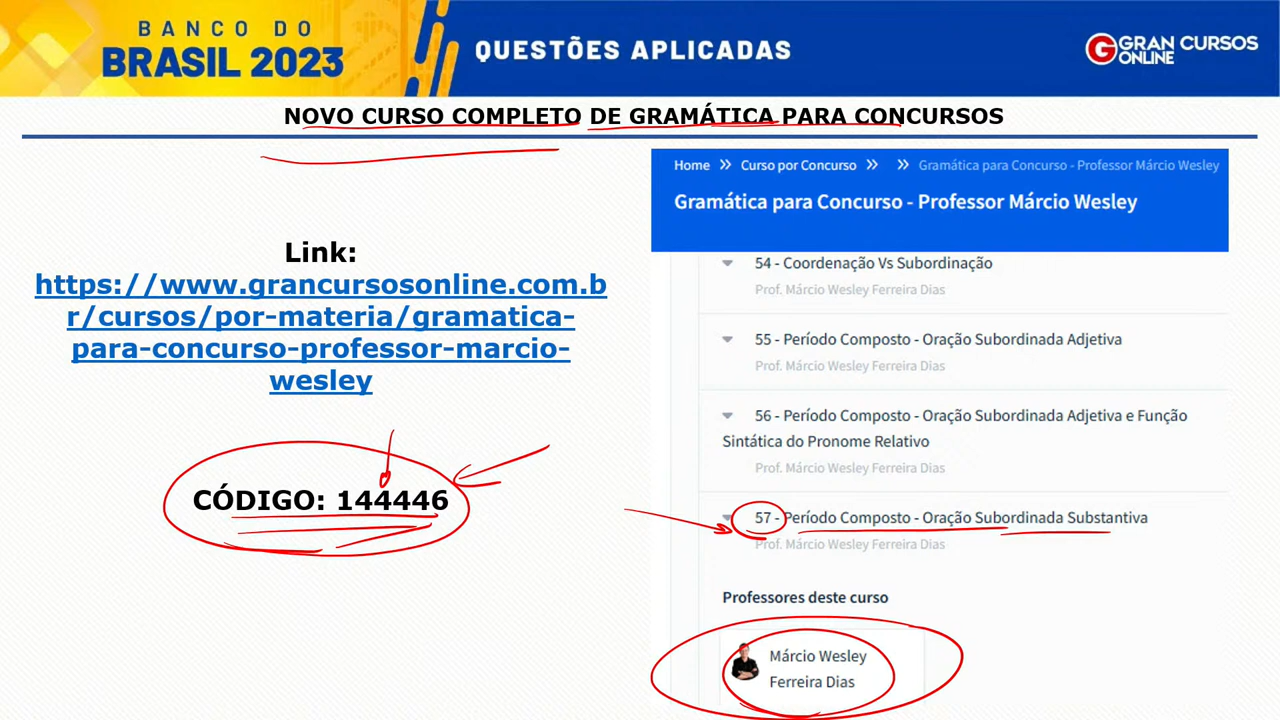 BANCO DO
BRASIL 2023
QUESTÕES APLICADAS
GRAN CURSOS
ONLINE
NOVO CURSO COMPLETO DE GRAMÁTICA PARA CONCURSOS
Link:
https://www.grancursosonline.com.b
r/cursos/por-materia/gramatica-
para-concurso-professor-marcio-
wesley
CÓDIGO: 144446
Home » Curso por Concurso » » Gramática para Concurso - Professor Márcio Wesley
Gramática para Concurso - Professor Márcio Wesley
54 - Coordenação Vs Subordinação
Prof. Márcio Wesley Ferreira Dias
55 - Período Composto - Oração Subordinada Adjetiva
Prof. Márcio Wesley Ferreira Dias
56 - Período Composto - Oração Subordinada Adjetiva e Função
Sintática do Pronome Relativo
Prof. Márcio Wesley Ferreira Dias
57 - Período Composto - Oração Subordinada Substantiva
Prof. Márcio Wesley Ferreira Dias
Professores deste curso
Márcio Wesley
Ferreira Dias